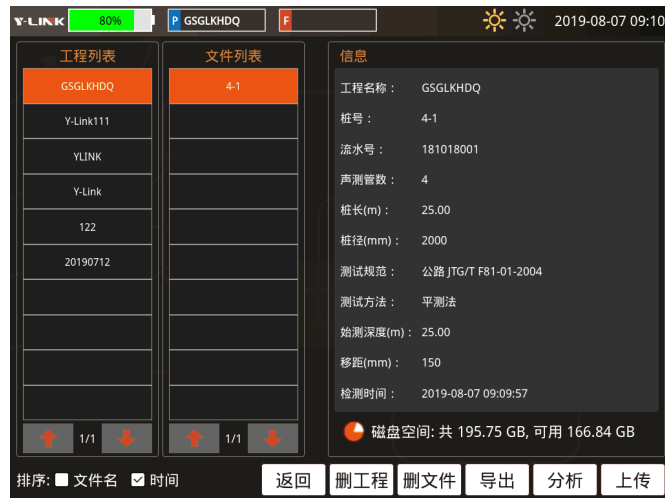 Y-LINK 80% P GSGLKHDQ F 2019-08-07 09:10
工程列表
GSGLKHDQ
Y-Link111
YLINK
Y-Link
122
20190712
1/1
文件列表
4-1
1/1
信息
工程名称： GSGLKHDQ
桩号： 4-1
流水号： 181018001
声测管数： 4
桩长(m)： 25.00
桩径(mm)： 2000
测试规范： 公路 JTG/T F81-01-2004
测试方法： 平测法
始测深度(m)： 25.00
移距(mm)： 150
检测时间： 2019-08-07 09:09:57
磁盘空间: 共 195.75 GB, 可用 166.84 GB
排序: 文件名 时间 返回 删工程 删文件 导出 分析 上传